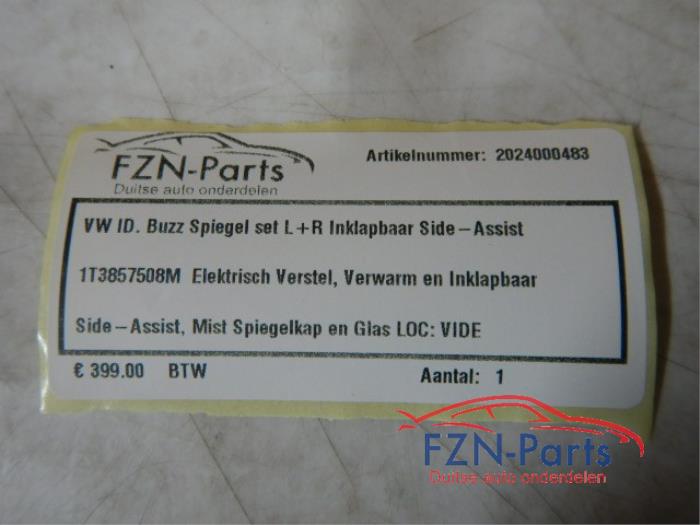 FZN-Parts
Duitse auto onderdelen
Artikelnummer: 2024000483
VW ID. Buzz Spiegel set L+R Inklapbaar Side-Assist
1T3857508M Elektrisch Verstel, Verwarm en Inklapbaar
Side-Assist, Mist Spiegelkap en Glas LOC: VIDE
€ 399.00 BTW
Aantal: 1
FZN-Parts
Duitse auto onderdelen